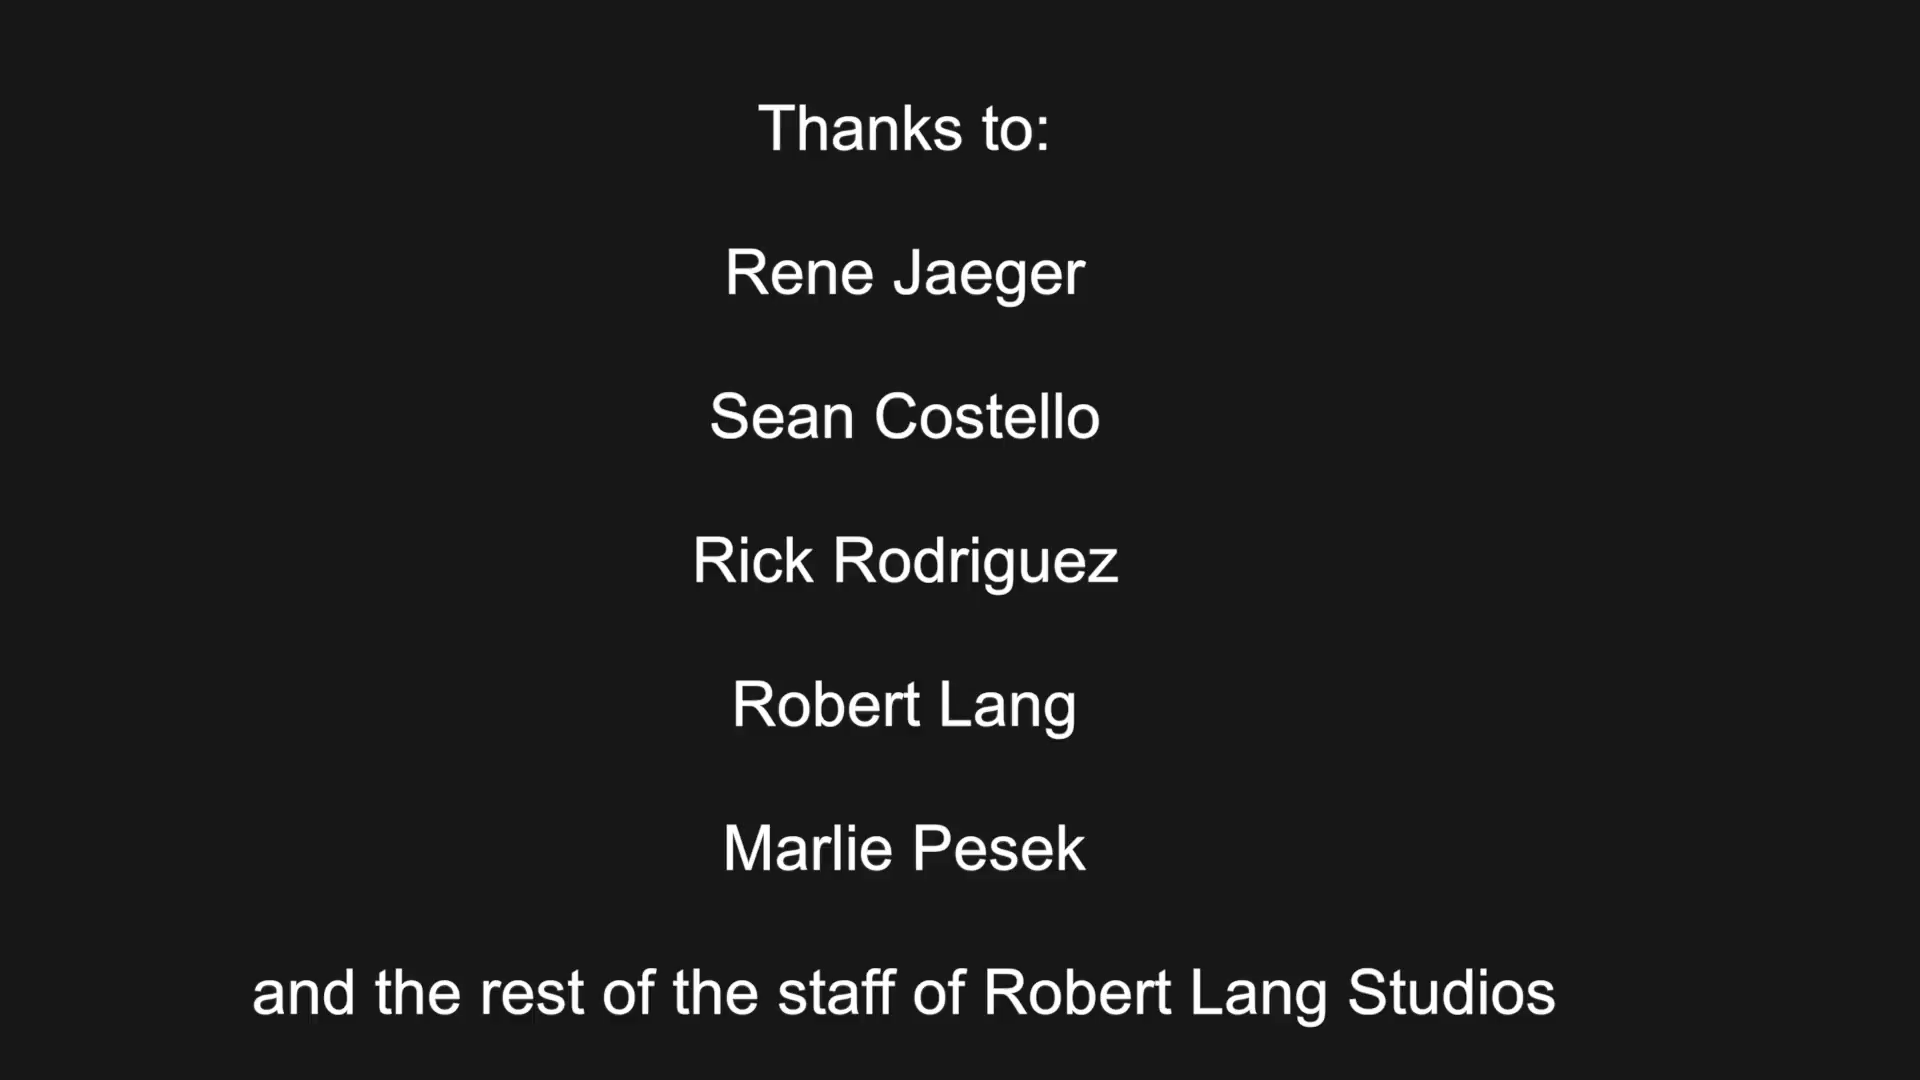 Thanks to:
Rene Jaeger
Sean Costello
Rick Rodriguez
Robert Lang
Marlie Pesek
and the rest of the staff of Robert Lang Studios